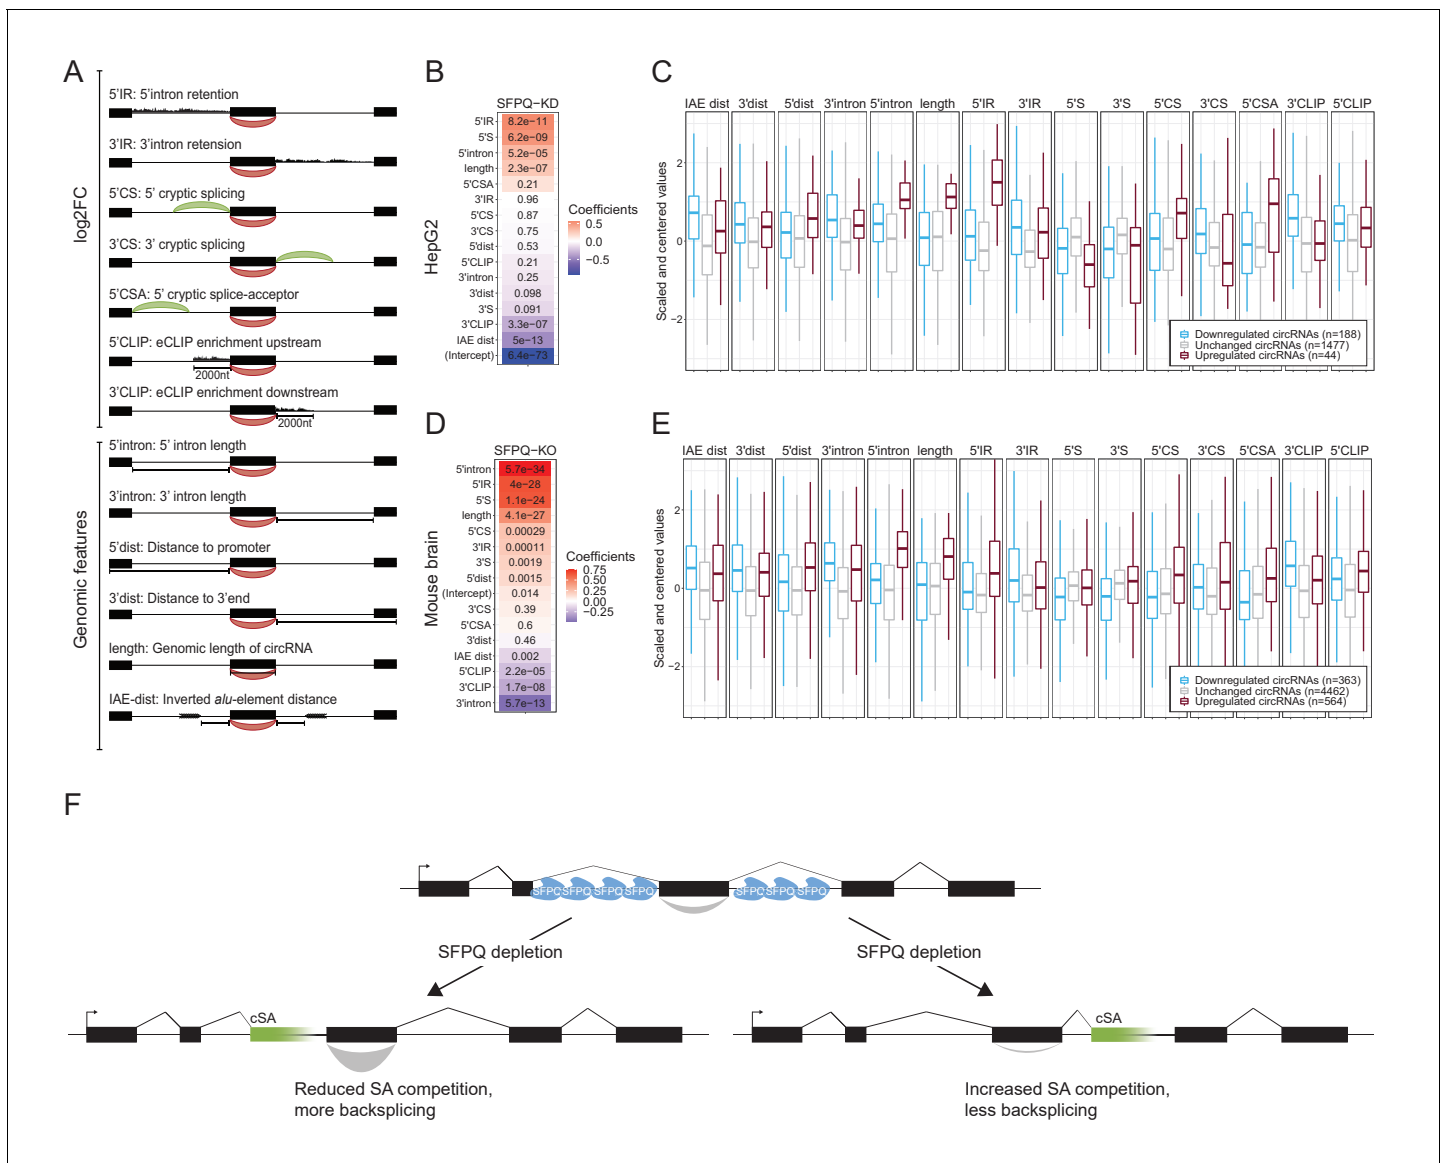 A
log2FC
5'IR: 5'intron retention
3'IR: 3'intron retension
5'CS: 5' cryptic splicing
3'CS: 3' cryptic splicing
5'CSA: 5' cryptic splice-acceptor
5'CLIP: eCLIP enrichment upstream
2000nt
3'CLIP: eCLIP enrichment downstream
2000nt
Genomic features
5'intron: 5' intron length
3'intron: 3' intron length
5'dist: Distance to promoter
3'dist: Distance to 3'end
length: Genomic length of circRNA
IAE-dist: Inverted alu-element distance
B
HepG2
SFPQ-KD
5'IR 8.2e-11
5'S 6.2e-09
5'intron 5.2e-05
length 2.3e-07
5'CSA 0.21
3'IR 0.96
5'CS 0.87
3'CS 0.75
5'dist 0.53
5'CLIP 0.21
3'intron 0.25
3'dist 0.098
3'S 0.091
3'CLIP 3.3e-07
IAE dist 5e-13
(Intercept) 6.4e-73
Coefficients
0.5
0.0
-0.5
C
IAE dist 3'dist 5'dist 3'intron 5'intron length 5'IR 3'IR 5'S 3'S 5'CS 3'CS 5'CSA 3'CLIP 5'CLIP
Scaled and centered values
2
0
-2
Downregulated circRNAs (n=188)
Unchanged circRNAs (n=1477)
Upregulated circRNAs (n=44)
D
Mouse brain
SFPQ-KO
5'intron 5.7e-34
5'IR 4e-28
5'S 1.1e-24
length 4.1e-27
5'CS 0.00029
3'IR 0.00011
3'S 0.0019
5'dist 0.0015
(Intercept) 0.014
3'CS 0.39
5'CSA 0.6
3'dist 0.46
IAE dist 0.002
5'CLIP 2.2e-05
3'CLIP 1.7e-08
3'intron 5.7e-13
Coefficients
0.75
0.50
0.25
0.00
-0.25
E
IAE dist 3'dist 5'dist 3'intron 5'intron length 5'IR 3'IR 5'S 3'S 5'CS 3'CS 5'CSA 3'CLIP 5'CLIP
Scaled and centered values
2
0
-2
Downregulated circRNAs (n=363)
Unchanged circRNAs (n=4462)
Upregulated circRNAs (n=564)
F
SFPQ SFPQ SFPQ SFPQ SFPQ SFPQ SFPQ
SFPQ depletion
SFPQ depletion
cSA
cSA
Reduced SA competition,
more backsplicing
Increased SA competition,
less backsplicing